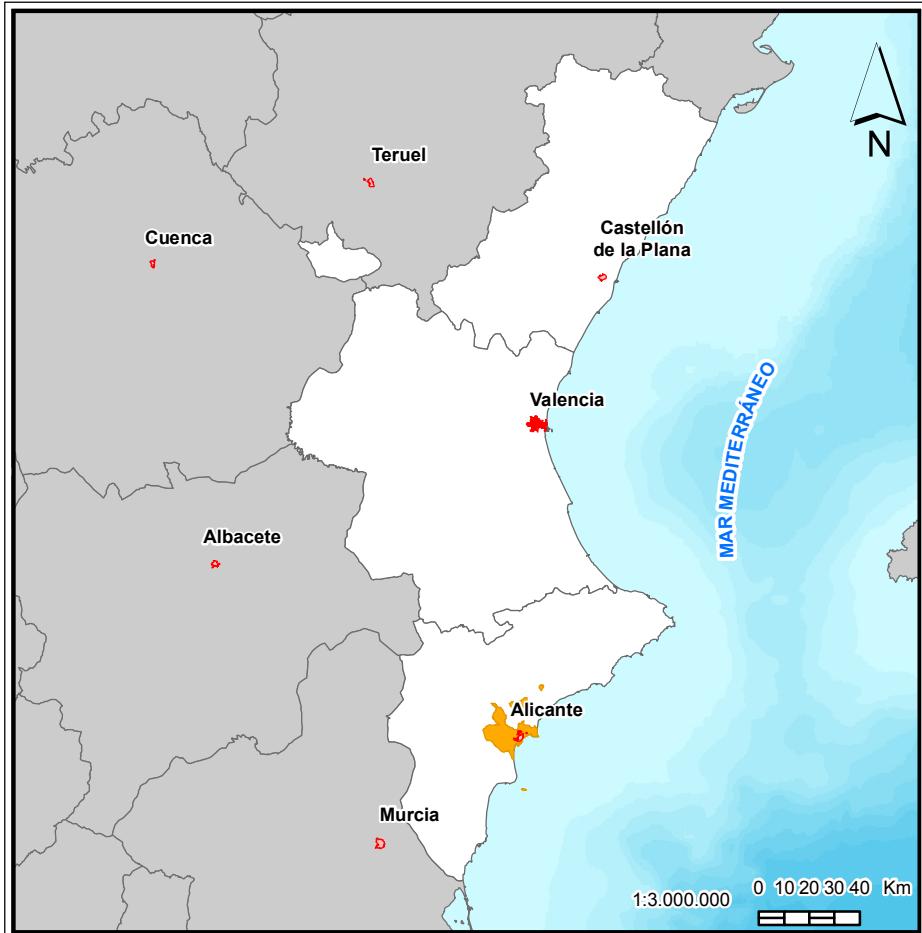 N
Teruel
Castellón
de la Plana
Cuenca
Valencia
MAR MEDITERRÁNEO
Albacete
Alicante
Murcia
1:3.000.000
0 10 20 30 40 Km